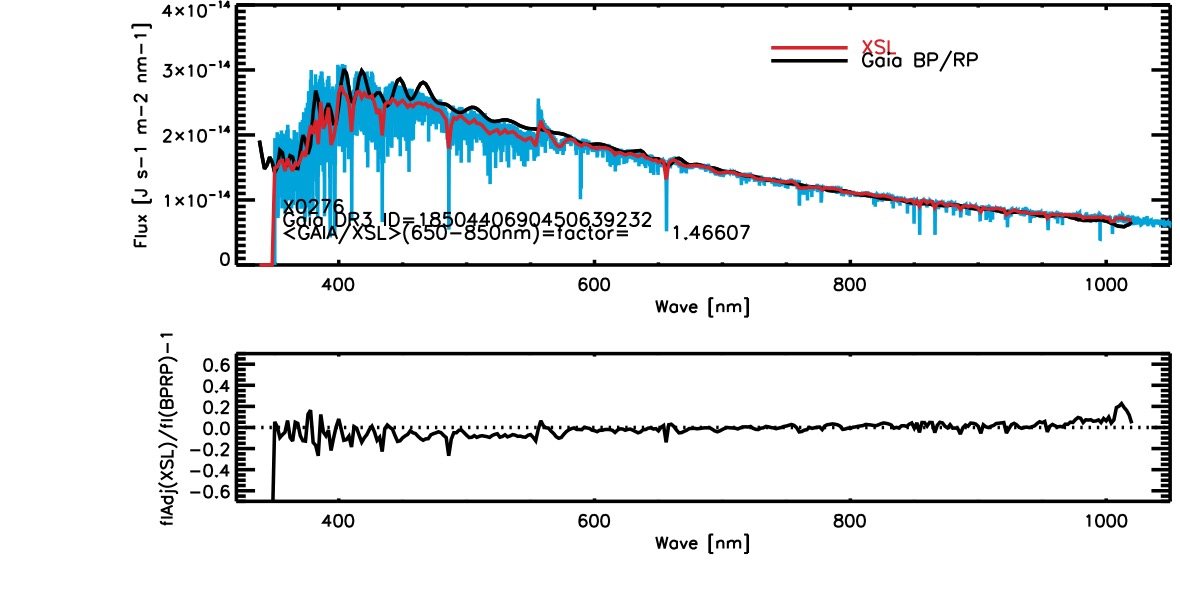 4×10⁻¹⁴
3×10⁻¹⁴
2×10⁻¹⁴
1×10⁻¹⁴
0
Flux [J s−1 m−2 nm−1]
XSL
Gaia BP/RP
X0276
Gaia DR3 ID=1850440690450639232
<GAIA/XSL>(650−850nm)=factor= 1.46607
400 600 800 1000
Wave [nm]
flAdj(XSL)/fl(BPRP)−1
0.6
0.4
0.2
0.0
−0.2
−0.4
−0.6
400 600 800 1000
Wave [nm]